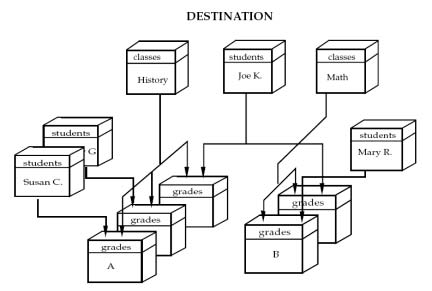 DESTINATION
classes
History
students
Joe K.
classes
Math
students
G
students
Susan C.
students
Mary R.
grades
grades
grades
A
grades
grades
B